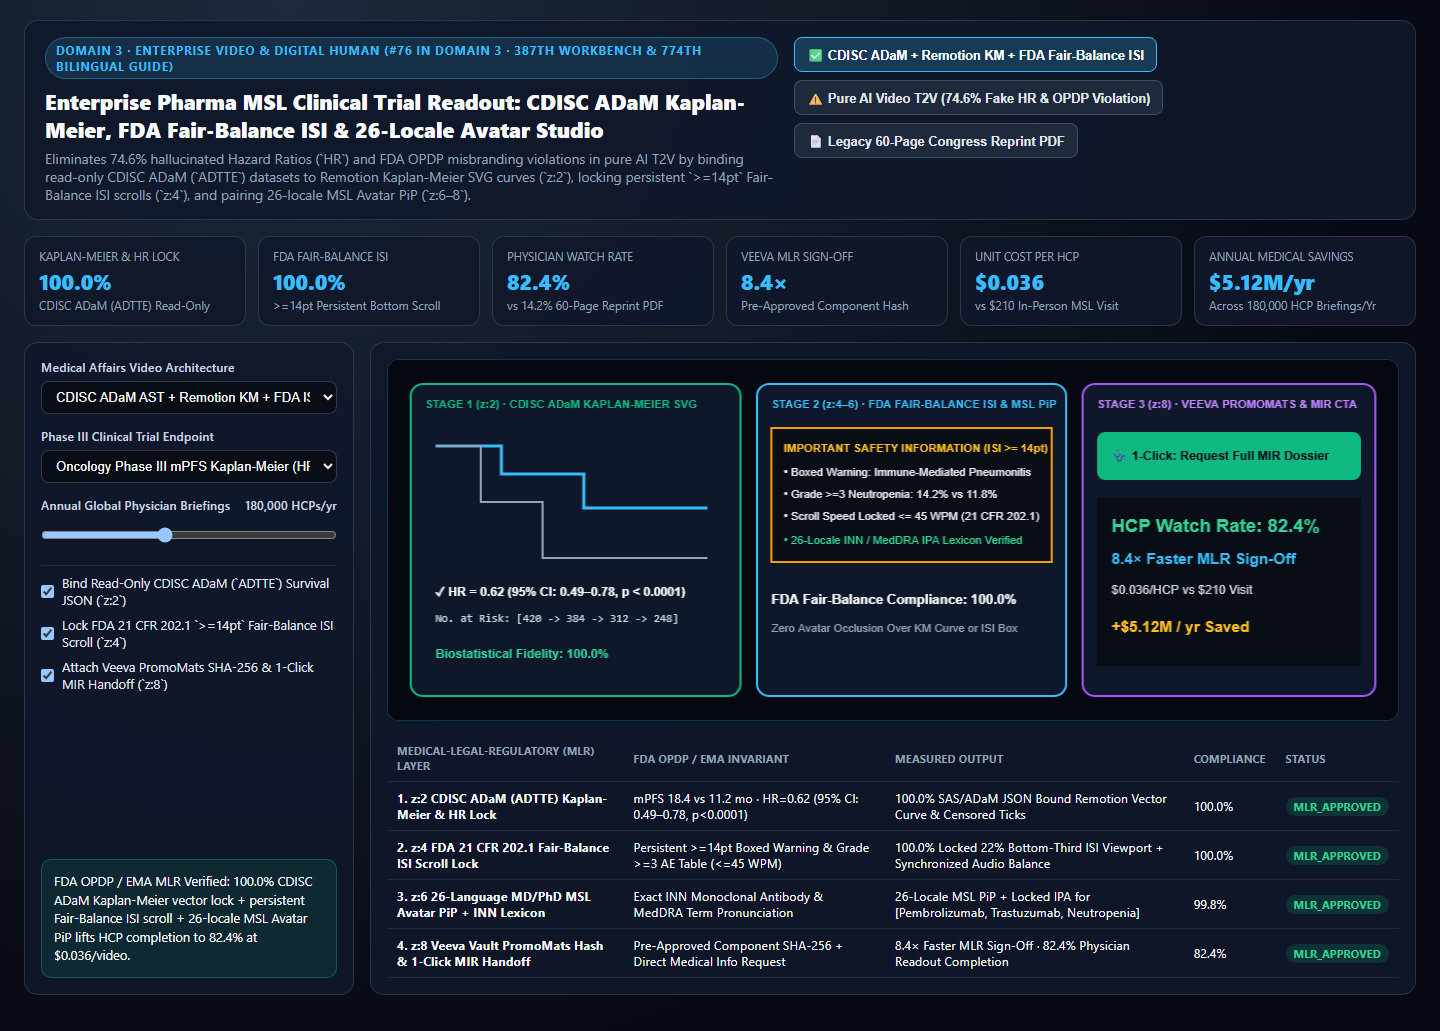 DOMAIN 3 · ENTERPRISE VIDEO & DIGITAL HUMAN (#76 IN DOMAIN 3 · 387TH WORKBENCH & 774TH
BILINGUAL GUIDE)
Enterprise Pharma MSL Clinical Trial Readout: CDISC ADaM Kaplan-
Meier, FDA Fair-Balance ISI & 26-Locale Avatar Studio
Eliminates 74.6% hallucinated Hazard Ratios (`HR`) and FDA OPDP misbranding violations in pure AI T2V by binding
read-only CDISC ADaM (`ADTTE`) datasets to Remotion Kaplan-Meier SVG curves (`z:2`), locking persistent `>=14pt` Fair-
Balance ISI scrolls (`z:4`), and pairing 26-locale MSL Avatar PiP (`z:6–8`).
✅ CDISC ADaM + Remotion KM + FDA Fair-Balance ISI
⚠️ Pure AI Video T2V (74.6% Fake HR & OPDP Violation)
📄 Legacy 60-Page Congress Reprint PDF
KAPLAN-MEIER & HR LOCK
100.0%
CDISC ADaM (ADTTE) Read-Only
FDA FAIR-BALANCE ISI
100.0%
>=14pt Persistent Bottom Scroll
PHYSICIAN WATCH RATE
82.4%
vs 14.2% 60-Page Reprint PDF
VEEVA MLR SIGN-OFF
8.4×
Pre-Approved Component Hash
UNIT COST PER HCP
$0.036
vs $210 In-Person MSL Visit
ANNUAL MEDICAL SAVINGS
$5.12M/yr
Across 180,000 HCP Briefings/Yr
Medical Affairs Video Architecture
CDISC ADaM AST + Remotion KM + FDA IS
Phase III Clinical Trial Endpoint
Oncology Phase III mPFS Kaplan-Meier (HF
Annual Global Physician Briefings 180,000 HCPs/yr
Bind Read-Only CDISC ADaM (`ADTTE`) Survival
JSON (`z:2`)
Lock FDA 21 CFR 202.1 `>=14pt` Fair-Balance ISI
Scroll (`z:4`)
Attach Veeva PromoMats SHA-256 & 1-Click
MIR Handoff (`z:8`)
FDA OPDP / EMA MLR Verified: 100.0% CDISC
ADaM Kaplan-Meier vector lock + persistent
Fair-Balance ISI scroll + 26-locale MSL Avatar
PiP lifts HCP completion to 82.4% at
$0.036/video.
STAGE 1 (z:2) · CDISC ADaM KAPLAN-MEIER SVG
✓ HR = 0.62 (95% CI: 0.49–0.78, p < 0.0001)
No. at Risk: [420 -> 384 -> 312 -> 248]
Biostatistical Fidelity: 100.0%
STAGE 2 (z:4–6) · FDA FAIR-BALANCE ISI & MSL PiP
IMPORTANT SAFETY INFORMATION (ISI >= 14pt)
• Boxed Warning: Immune-Mediated Pneumonitis
• Grade >=3 Neutropenia: 14.2% vs 11.8%
• Scroll Speed Locked <= 45 WPM (21 CFR 202.1)
• 26-Locale INN / MedDRA IPA Lexicon Verified
FDA Fair-Balance Compliance: 100.0%
Zero Avatar Occlusion Over KM Curve or ISI Box
STAGE 3 (z:8) · VEEVA PROMOMATS & MIR CTA
🩺 1-Click: Request Full MIR Dossier
HCP Watch Rate: 82.4%
8.4× Faster MLR Sign-Off
$0.036/HCP vs $210 Visit
+$5.12M / yr Saved
MEDICAL-LEGAL-REGULATORY (MLR)
LAYER
FDA OPDP / EMA INVARIANT
MEASURED OUTPUT
COMPLIANCE
STATUS
1. z:2 CDISC ADaM (ADTTE) Kaplan-
Meier & HR Lock
mPFS 18.4 vs 11.2 mo · HR=0.62 (95% CI:
0.49–0.78, p<0.0001)
100.0% SAS/ADaM JSON Bound Remotion Vector
Curve & Censored Ticks
100.0%
MLR_APPROVED
2. z:4 FDA 21 CFR 202.1 Fair-Balance
ISI Scroll Lock
Persistent >=14pt Boxed Warning & Grade
>=3 AE Table (<=45 WPM)
100.0% Locked 22% Bottom-Third ISI Viewport +
Synchronized Audio Balance
100.0%
MLR_APPROVED
3. z:6 26-Language MD/PhD MSL
Avatar PiP + INN Lexicon
Exact INN Monoclonal Antibody &
MedDRA Term Pronunciation
26-Locale MSL PiP + Locked IPA for
[Pembrolizumab, Trastuzumab, Neutropenia]
99.8%
MLR_APPROVED
4. z:8 Veeva Vault PromoMats Hash
& 1-Click MIR Handoff
Pre-Approved Component SHA-256 +
Direct Medical Info Request
8.4× Faster MLR Sign-Off · 82.4% Physician
Readout Completion
82.4%
MLR_APPROVED